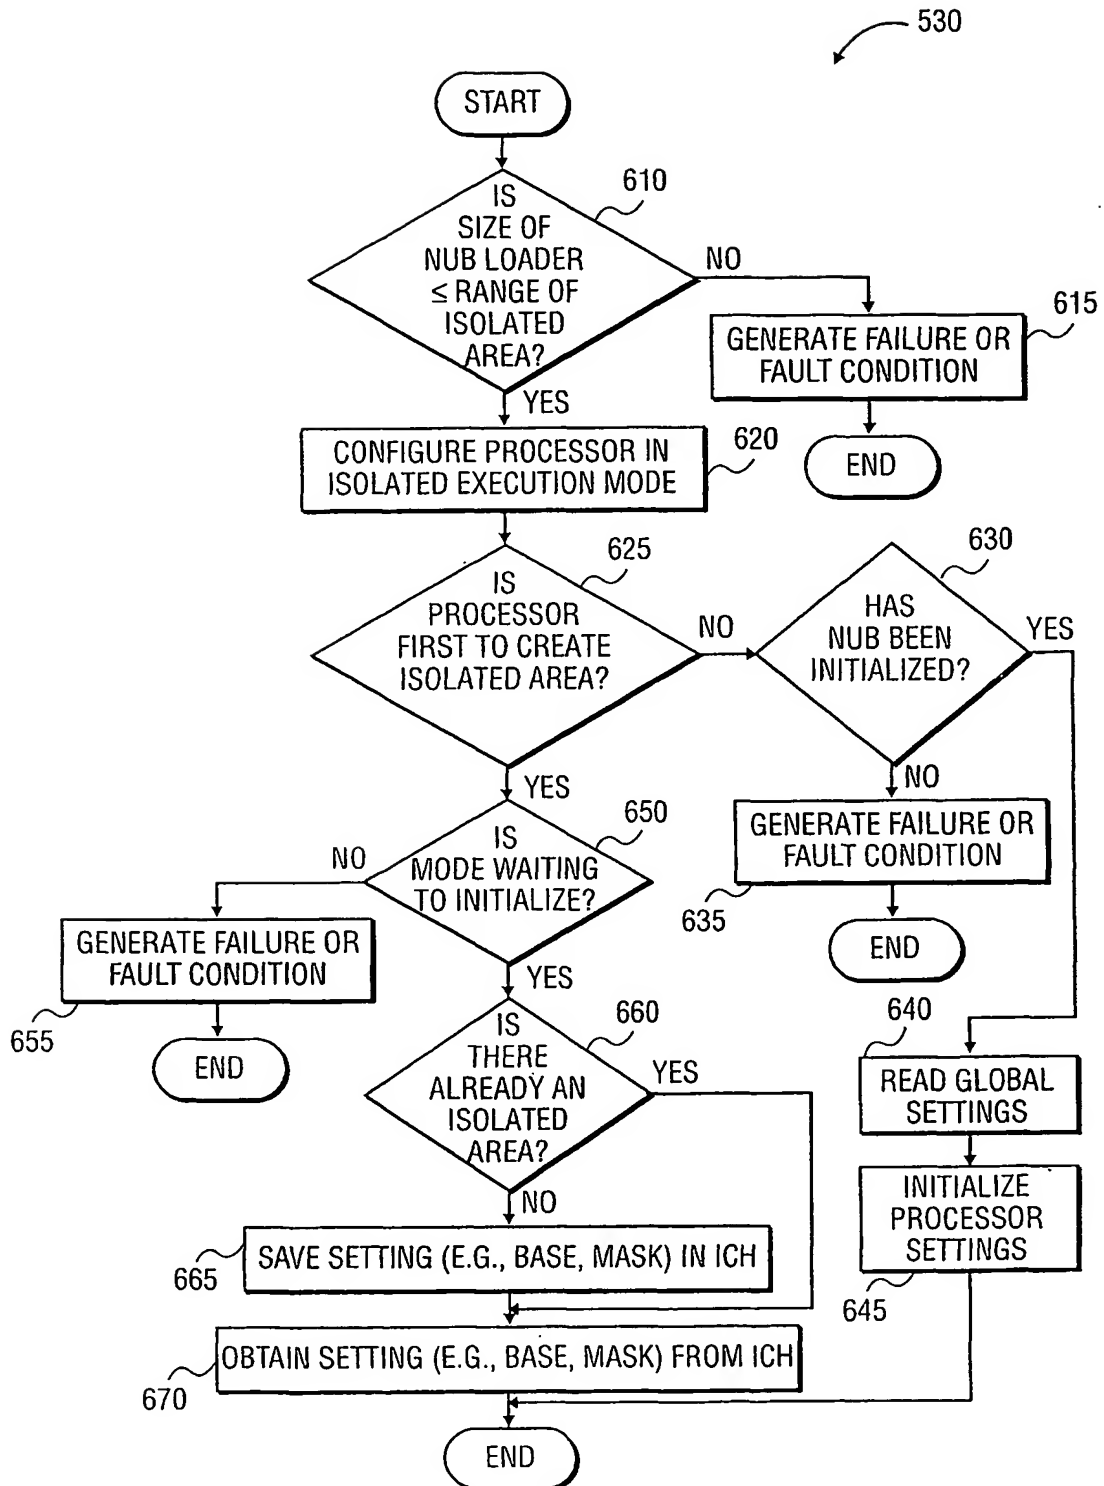 530
START
610
IS
SIZE OF
NUB LOADER
≤ RANGE OF
ISOLATED
AREA?
NO
615
GENERATE FAILURE OR
FAULT CONDITION
END
YES
620
CONFIGURE PROCESSOR IN
ISOLATED EXECUTION MODE
625
IS
PROCESSOR
FIRST TO CREATE
ISOLATED AREA?
NO
630
HAS
NUB BEEN
INITIALIZED?
YES
NO
GENERATE FAILURE OR
FAULT CONDITION
635
END
YES
650
IS
MODE WAITING
TO INITIALIZE?
NO
GENERATE FAILURE OR
FAULT CONDITION
655
END
YES
660
IS
THERE
ALREADY AN
ISOLATED
AREA?
YES
640
READ GLOBAL
SETTINGS
INITIALIZE
PROCESSOR
SETTINGS
645
NO
SAVE SETTING (E.G., BASE, MASK) IN ICH
665
OBTAIN SETTING (E.G., BASE, MASK) FROM ICH
670
END